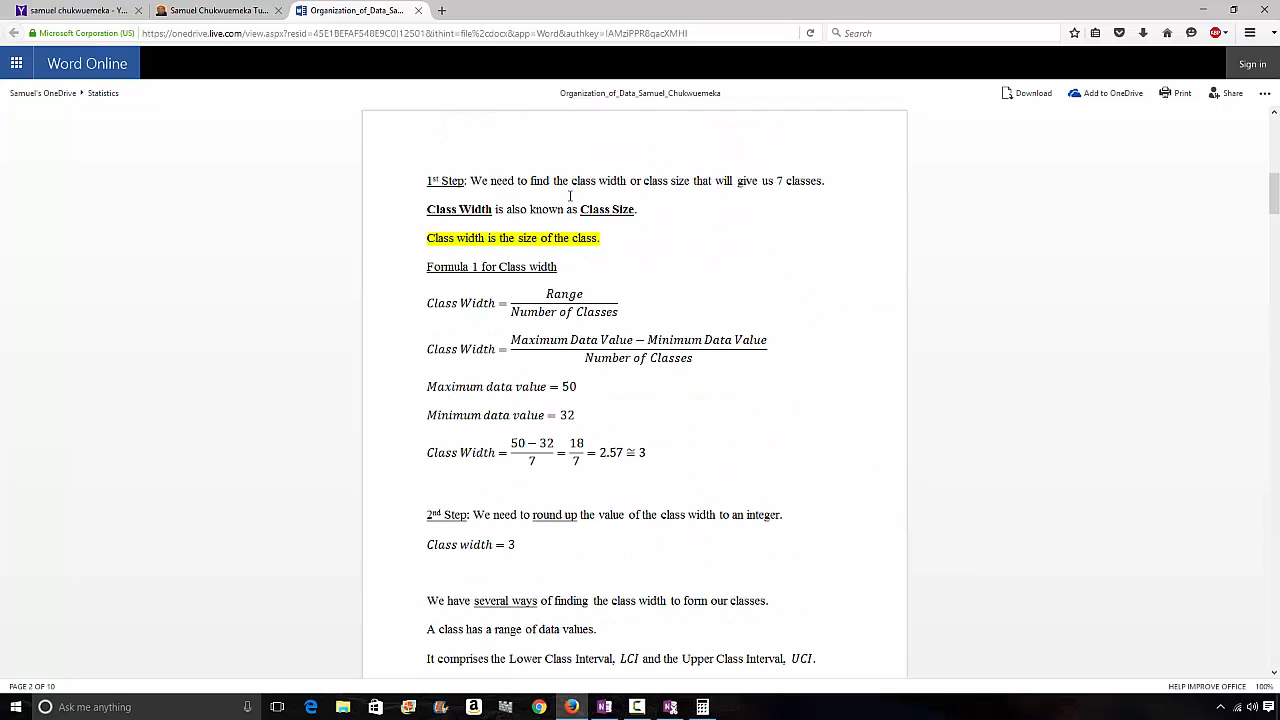 samuel chukwuemeka - Y...
Samuel Chukwuemeka Tu...
Organization_of_Data_Sa...
Microsoft Corporation (US)
Search
Word Online
Sign in
Samuel's OneDrive
Statistics
Organization_of_Data_Samuel_Chukwuemeka
Download
Add to OneDrive
Print
Share
1st Step: We need to find the class width or class size that will give us 7 classes.
Class Width is also known as Class Size.
Class width is the size of the class.
Formula 1 for Class width
Class Width = Range / Number of Classes
Class Width = Maximum Data Value − Minimum Data Value / Number of Classes
Maximum data value = 50
Minimum data value = 32
Class Width = 50 − 32 / 7 = 18 / 7 = 2.57 ≅ 3
2nd Step: We need to round up the value of the class width to an integer.
Class width = 3
We have several ways of finding the class width to form our classes.
A class has a range of data values.
It comprises the Lower Class Interval, LCI and the Upper Class Interval, UCI.
PAGE 2 OF 10
HELP IMPROVE OFFICE
100%
Ask me anything